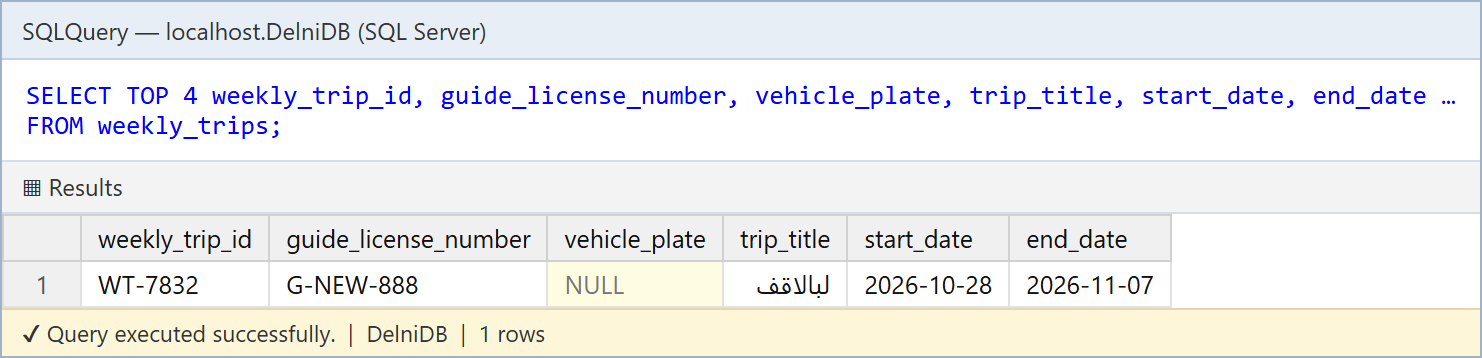 SQLQuery — localhost.DelniDB (SQL Server)
SELECT TOP 4 weekly_trip_id, guide_license_number, vehicle_plate, trip_title, start_date, end_date …
FROM weekly_trips;
▦ Results
weekly_trip_id guide_license_number vehicle_plate trip_title start_date end_date
1 WT-7832 G-NEW-888 NULL لبالاقف 2026-10-28 2026-11-07
✔ Query executed successfully. | DelniDB | 1 rows